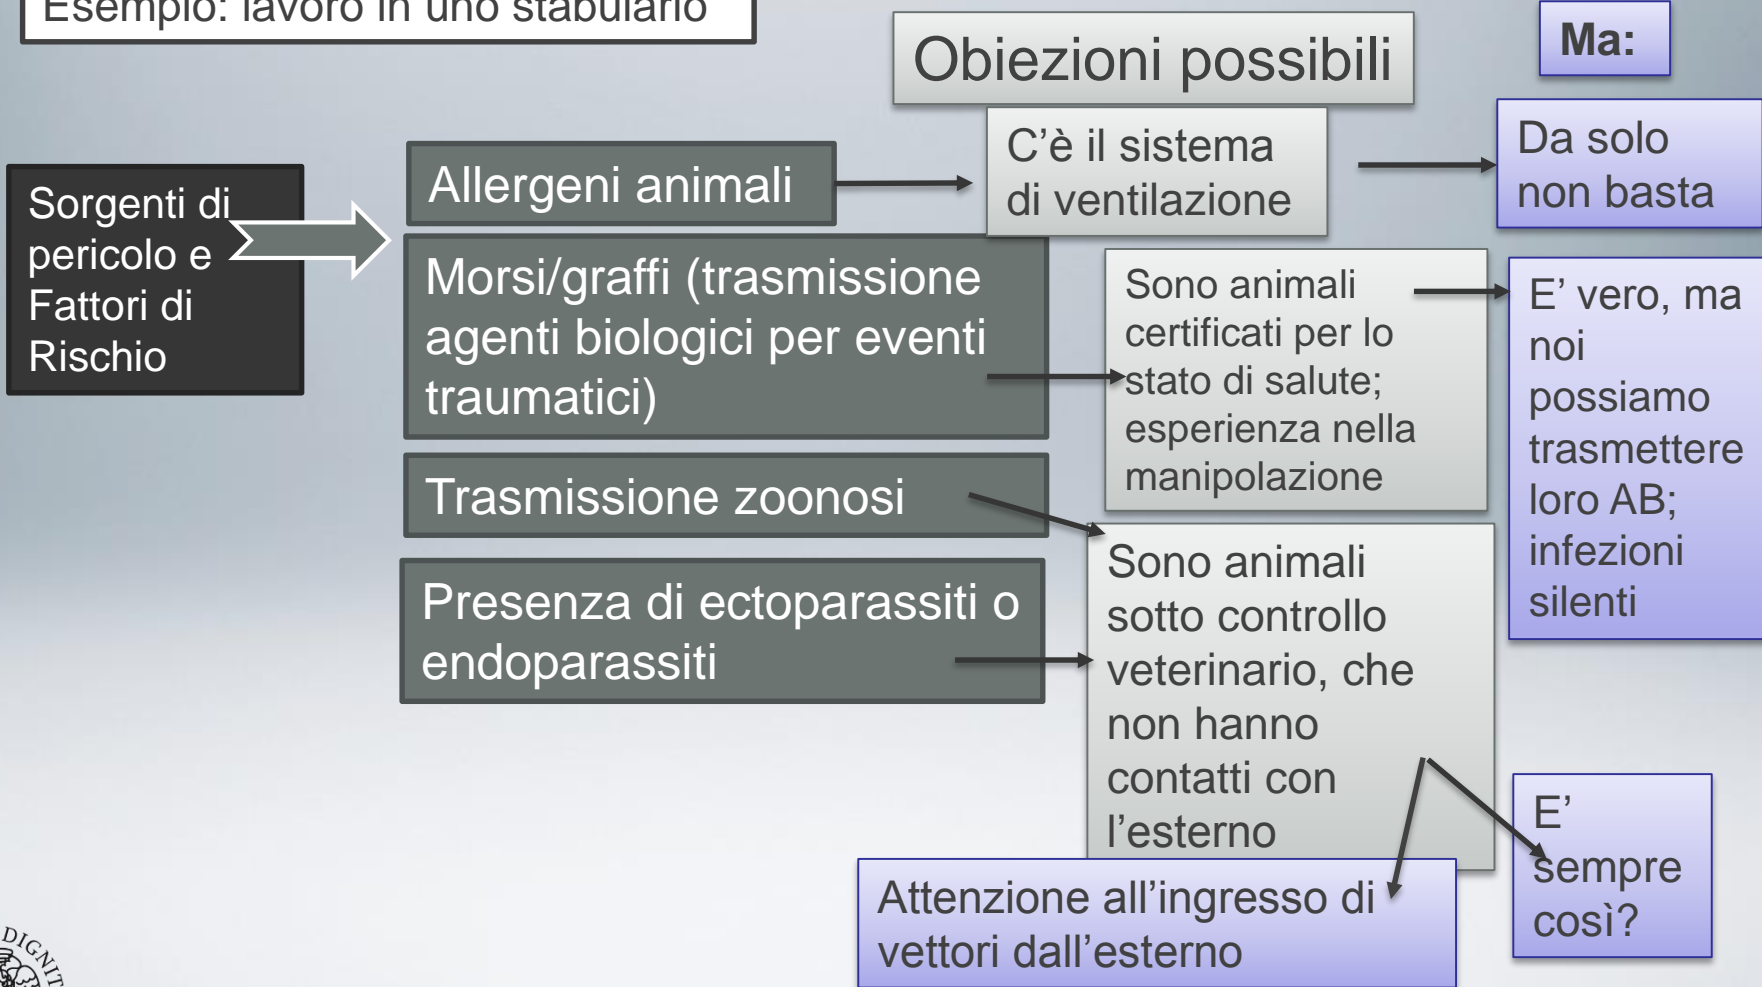 Esempio: lavoro in uno stabulario
Obiezioni possibili
Ma:
Sorgenti di
pericolo e
Fattori di
Rischio
Allergeni animali
C’è il sistema
di ventilazione
Da solo
non basta
Morsi/graffi (trasmissione
agenti biologici per eventi
traumatici)
Sono animali
certificati per lo
stato di salute;
esperienza nella
manipolazione
E’ vero, ma
noi
possiamo
trasmettere
loro AB;
infezioni
silenti
Trasmissione zoonosi
Presenza di ectoparassiti o
endoparassiti
Sono animali
sotto controllo
veterinario, che
non hanno
contatti con
l’esterno
Attenzione all’ingresso di
vettori dall’esterno
E’
sempre
così?